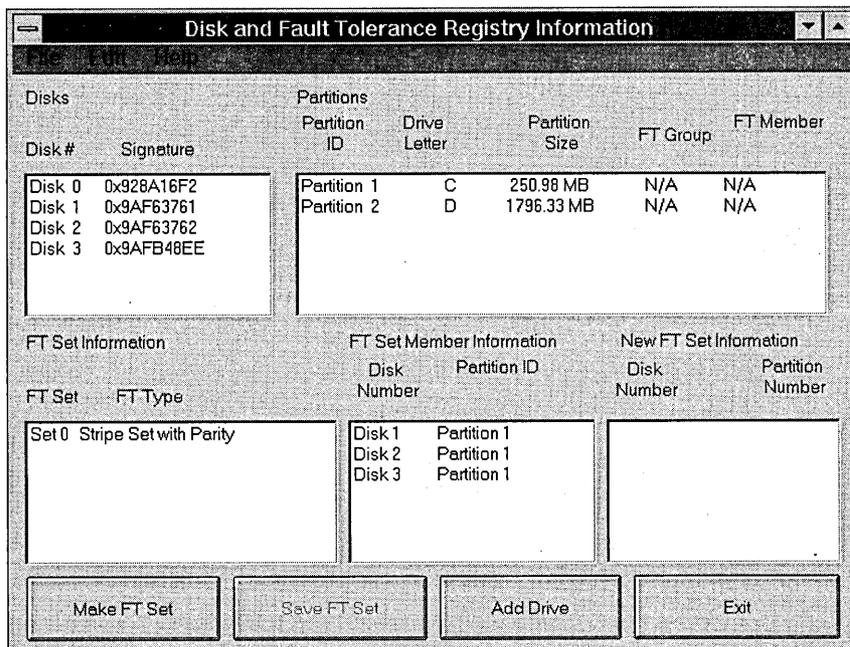 Disk and Fault Tolerance Registry Information
File Edit Help
Disks
Disk # Signature
Disk 0 0x928A16F2
Disk 1 0x9AF63761
Disk 2 0x9AF63762
Disk 3 0x9AFB48EE
Partitions
Partition ID Drive Letter Partition Size FT Group FT Member
Partition 1 C 250.98 MB N/A N/A
Partition 2 D 1796.33 MB N/A N/A
FT Set Information
FT Set FT Type
Set 0 Stripe Set with Parity
FT Set Member Information
Disk Number Partition ID
Disk 1 Partition 1
Disk 2 Partition 1
Disk 3 Partition 1
New FT Set Information
Disk Number Partition Number
Make FT Set Save FT Set Add Drive Exit